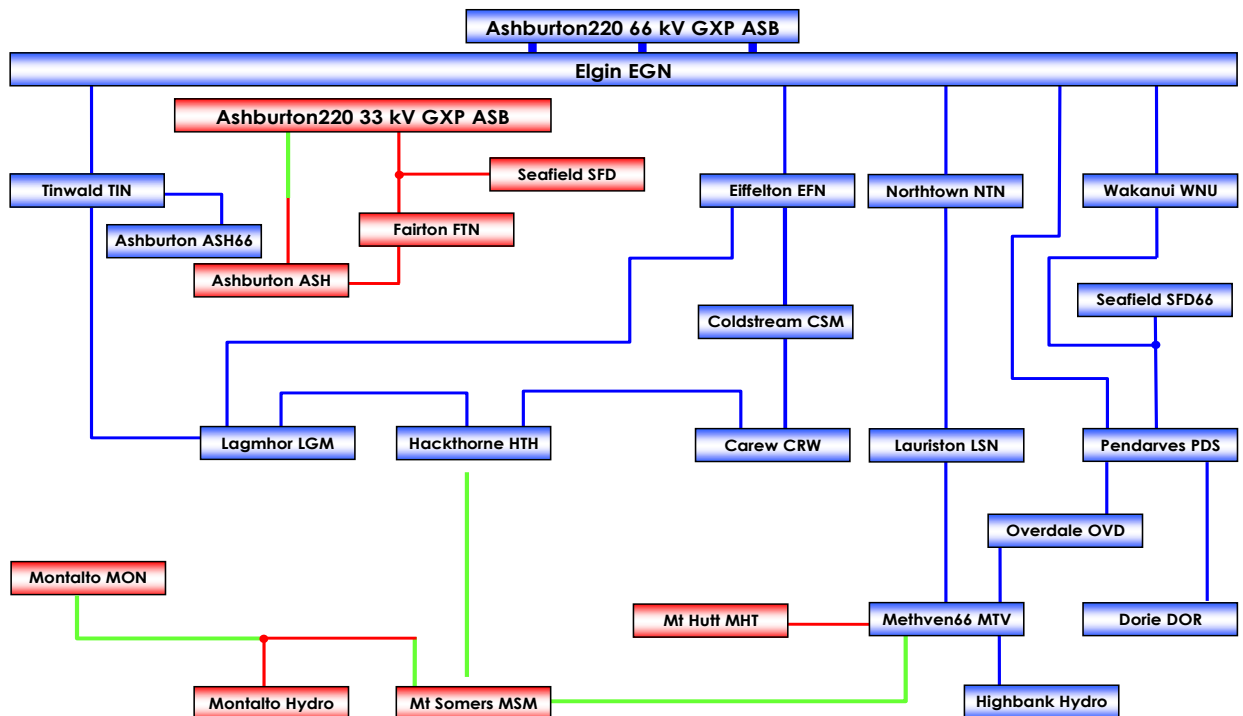 Ashburton220 66 kV GXP ASB
Elgin EGN
Ashburton220 33 kV GXP ASB
Seafield SFD
Tinwald TIN
Eiffelton EFN
Northtown NTN
Wakanui WNU
Fairton FTN
Ashburton ASH66
Ashburton ASH
Seafield SFD66
Coldstream CSM
Lagmhor LGM
Hackthorne HTH
Carew CRW
Lauriston LSN
Pendarves PDS
Overdale OVD
Montalto MON
Mt Hutt MHT
Methven66 MTV
Dorie DOR
Montalto Hydro
Mt Somers MSM
Highbank Hydro